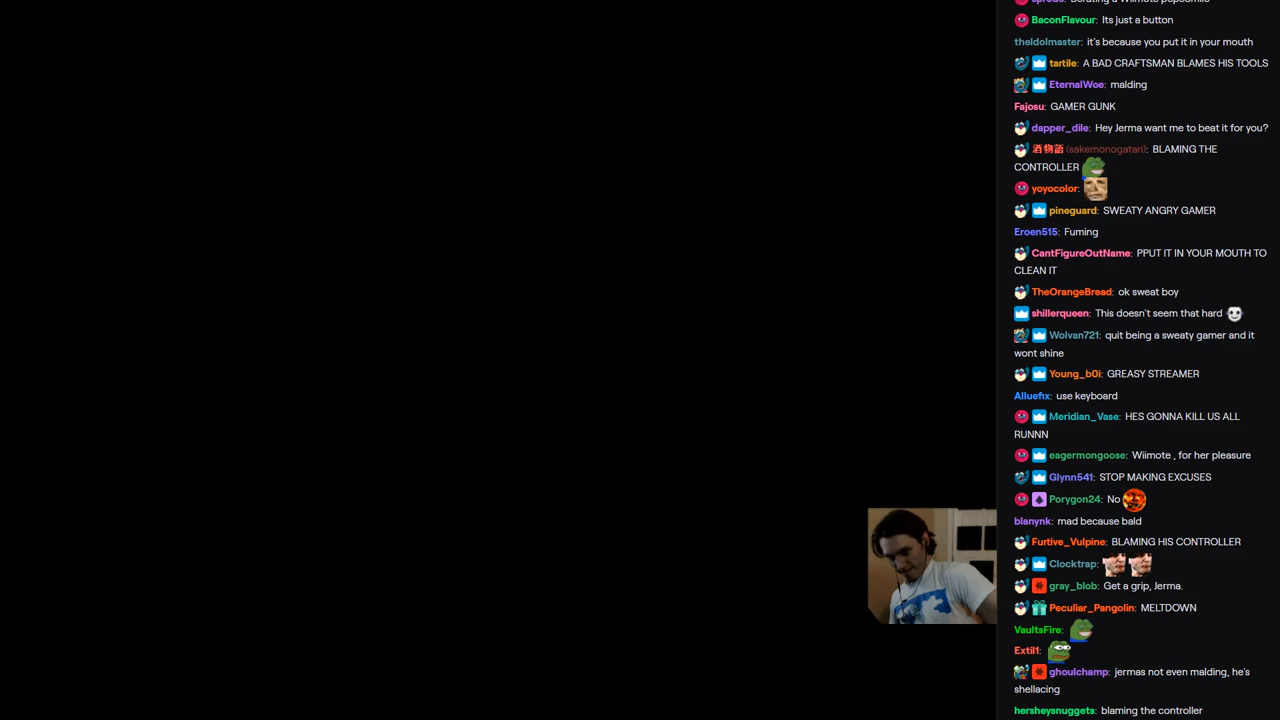 BaconFlavour: Its just a button
theIdolmaster: it's because you put it in your mouth
tartile: A BAD CRAFTSMAN BLAMES HIS TOOLS
EternalWoe: malding
Fajosu: GAMER GUNK
dapper_dile: Hey Jerma want me to beat it for you?
酒物語 (sakemonogatari): BLAMING THE
CONTROLLER
yoyocolor:
pineguard: SWEATY ANGRY GAMER
Eroen515: Fuming
CantFigureOutName: PPUT IT IN YOUR MOUTH TO
CLEAN IT
TheOrangeBread: ok sweat boy
shillerqueen: This doesn't seem that hard
Wolvan721: quit being a sweaty gamer and it
wont shine
Young_b0i: GREASY STREAMER
Alluefix: use keyboard
Meridian_Vase: HES GONNA KILL US ALL
RUNNN
eagermongoose: Wiimote , for her pleasure
Glynn541: STOP MAKING EXCUSES
Porygon24: No
blanynk: mad because bald
Furtive_Vulpine: BLAMING HIS CONTROLLER
Clocktrap:
gray_blob: Get a grip, Jerma.
Peculiar_Pangolin: MELTDOWN
VaultsFire:
Extil1:
ghoulchamp: jermas not even malding, he's
shellacing
hersheysnuggets: blaming the controller